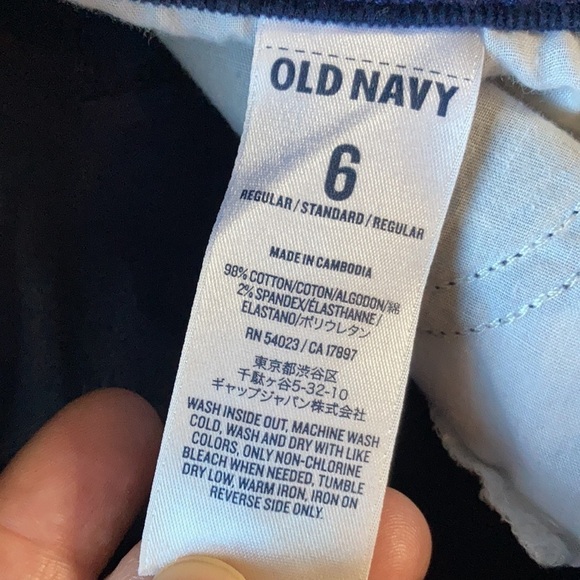 OLD NAVY
6
REGULAR/STANDARD/REGULAR
MADE IN CAMBODIA
98% COTTON/COTON/ALGODON/綿
2% SPANDEX/ÉLASTHANNE/
ELASTANO/ポリウレタン
RN 54023 / CA 17897
東京都渋谷区
千駄ヶ谷5-32-10
ギャップジャパン株式会社
WASH INSIDE OUT, MACHINE WASH
COLD, WASH AND DRY WITH LIKE
COLORS, ONLY NON-CHLORINE
BLEACH WHEN NEEDED, TUMBLE
DRY LOW, WARM IRON, IRON ON
REVERSE SIDE ONLY.